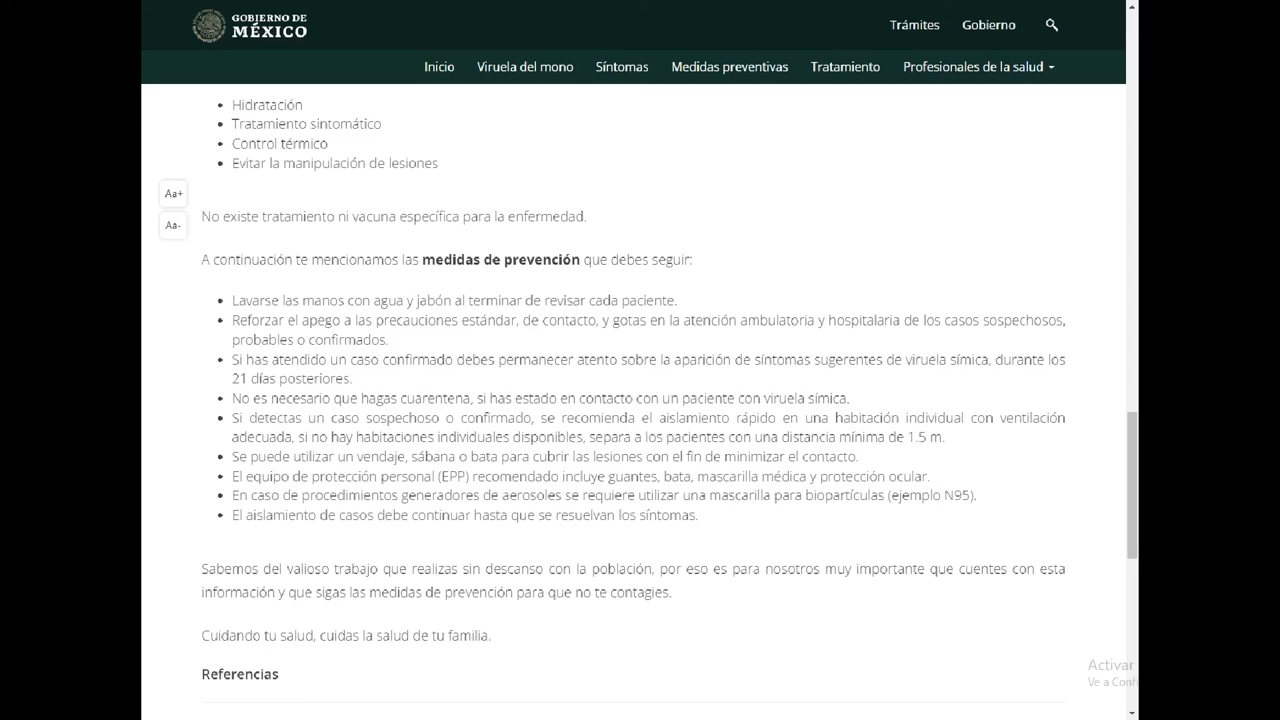 GOBIERNO DE
MÉXICO
Trámites Gobierno
Inicio Viruela del mono Síntomas Medidas preventivas Tratamiento Profesionales de la salud
Hidratación
Tratamiento sintomático
Control térmico
Evitar la manipulación de lesiones
Aa+
Aa-
No existe tratamiento ni vacuna específica para la enfermedad.
A continuación te mencionamos las medidas de prevención que debes seguir:
Lavarse las manos con agua y jabón al terminar de revisar cada paciente.
Reforzar el apego a las precauciones estándar, de contacto, y gotas en la atención ambulatoria y hospitalaria de los casos sospechosos,
probables o confirmados.
Si has atendido un caso confirmado debes permanecer atento sobre la aparición de síntomas sugerentes de viruela símica, durante los
21 días posteriores.
No es necesario que hagas cuarentena, si has estado en contacto con un paciente con viruela símica.
Si detectas un caso sospechoso o confirmado, se recomienda el aislamiento rápido en una habitación individual con ventilación
adecuada, si no hay habitaciones individuales disponibles, separa a los pacientes con una distancia mínima de 1.5 m.
Se puede utilizar un vendaje, sábana o bata para cubrir las lesiones con el fin de minimizar el contacto.
El equipo de protección personal (EPP) recomendado incluye guantes, bata, mascarilla médica y protección ocular.
En caso de procedimientos generadores de aerosoles se requiere utilizar una mascarilla para biopartículas (ejemplo N95).
El aislamiento de casos debe continuar hasta que se resuelvan los síntomas.
Sabemos del valioso trabajo que realizas sin descanso con la población, por eso es para nosotros muy importante que cuentes con esta
información y que sigas las medidas de prevención para que no te contagies.
Cuidando tu salud, cuidas la salud de tu familia.
Referencias
Activar
Ve a Confi